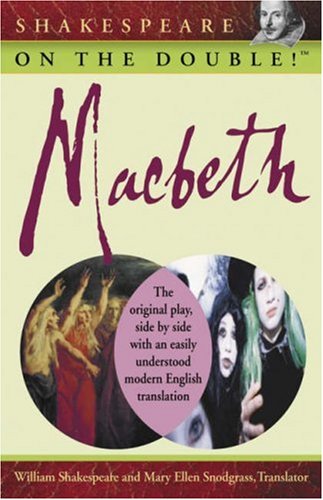 SHAKESPEARE
ON THE DOUBLE!™
Macbeth
The
original play,
side by side
with an easily
understood
modern English
translation
William Shakespeare and Mary Ellen Snodgrass, Translator